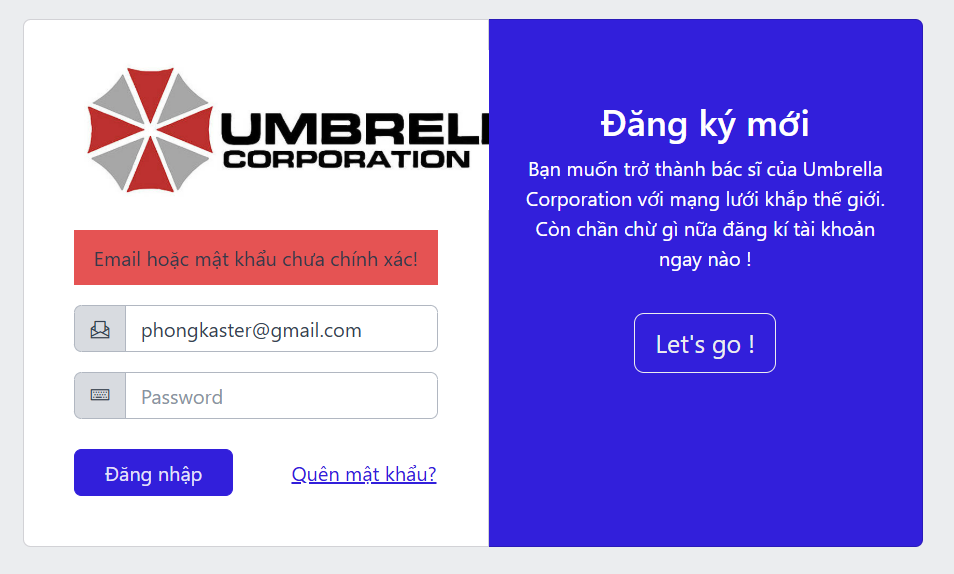 UMBRELL
CORPORATION
Email hoặc mật khẩu chưa chính xác!
phongkaster@gmail.com
Password
Đăng nhập
Quên mật khẩu?
Đăng ký mới
Bạn muốn trở thành bác sĩ của Umbrella
Corporation với mạng lưới khắp thế giới.
Còn chần chừ gì nữa đăng kí tài khoản
ngay nào !
Let's go !